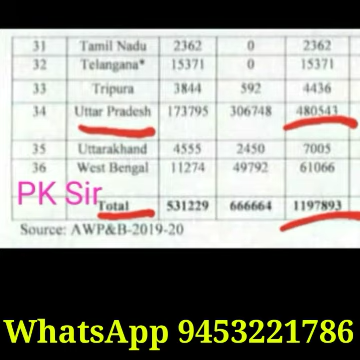 31 Tamil Nadu 2362 0 2362
32 Telangana* 15371 0 15371
33 Tripura 3844 592 4436
34 Uttar Pradesh 173795 306748 480543
35 Uttarakhand 4555 2450 7005
36 West Bengal 11274 49792 61066
PK Sir
Total 531229 666664 1197893
Source: AWP&B-2019-20
WhatsApp 9453221786